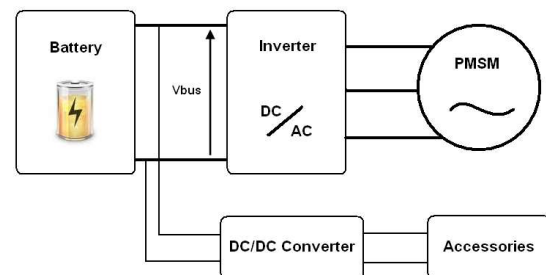 Battery
Inverter
PMSM
Vbus
DC
AC
DC/DC Converter
Accessories